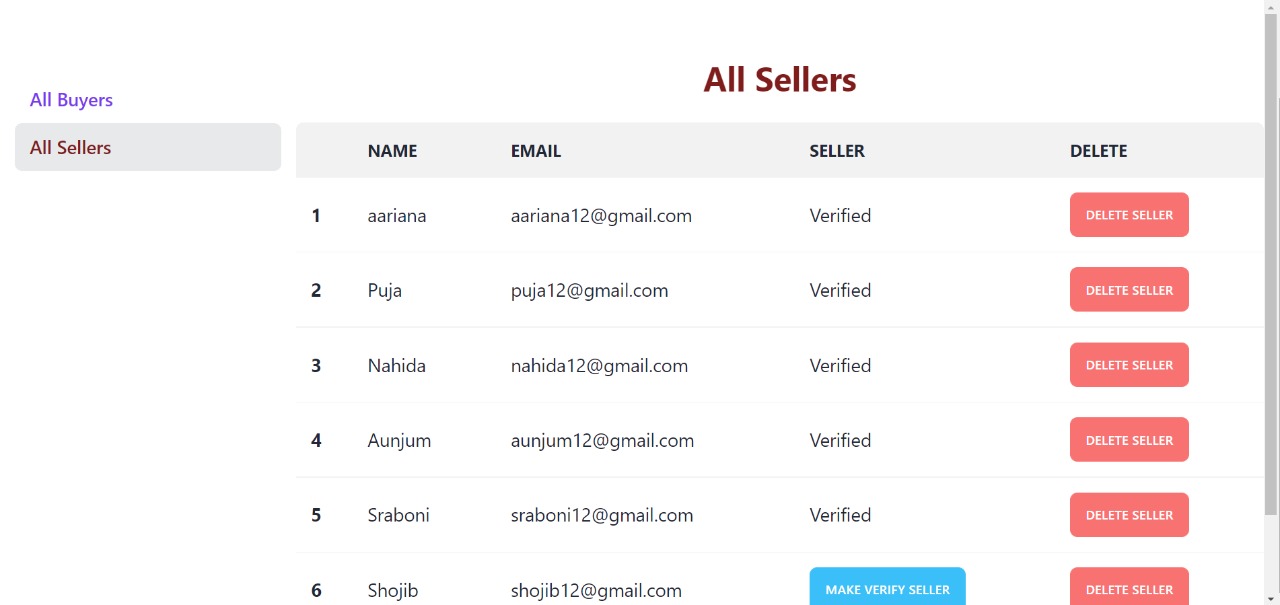 All Buyers
All Sellers
All Sellers
NAME EMAIL SELLER DELETE
1 aariana aariana12@gmail.com Verified DELETE SELLER
2 Puja puja12@gmail.com Verified DELETE SELLER
3 Nahida nahida12@gmail.com Verified DELETE SELLER
4 Aunjum aunjum12@gmail.com Verified DELETE SELLER
5 Sraboni sraboni12@gmail.com Verified DELETE SELLER
6 Shojib shojib12@gmail.com MAKE VERIFY SELLER DELETE SELLER